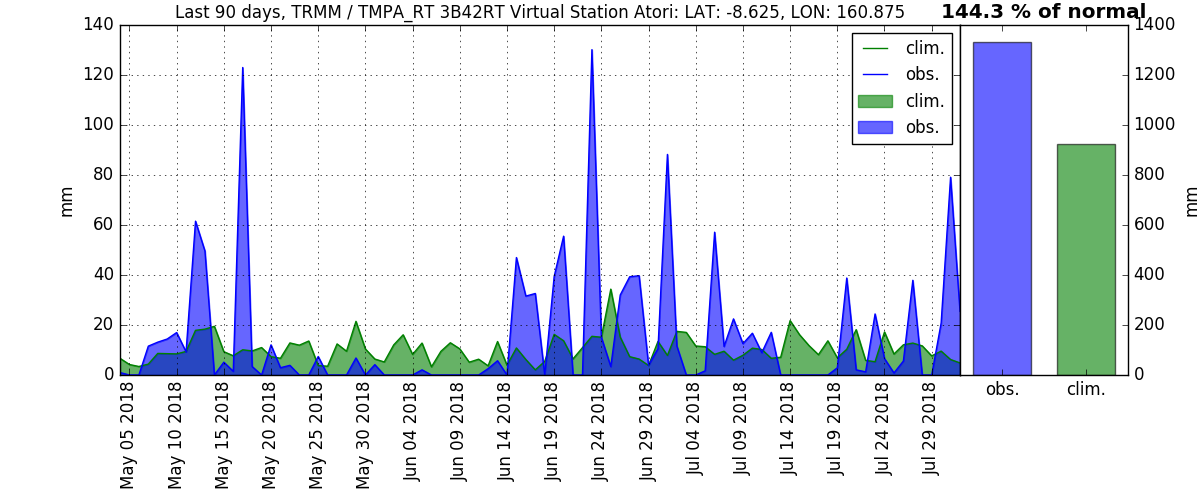 Last 90 days, TRMM / TMPA_RT 3B42RT Virtual Station Atori: LAT: -8.625, LON: 160.875
144.3 % of normal
140
120
100
80
60
40
20
0
mm
clim.
obs.
clim.
obs.
1400
1200
1000
800
600
400
200
0
mm
May 05 2018
May 10 2018
May 15 2018
May 20 2018
May 25 2018
May 30 2018
Jun 04 2018
Jun 09 2018
Jun 14 2018
Jun 19 2018
Jun 24 2018
Jun 29 2018
Jul 04 2018
Jul 09 2018
Jul 14 2018
Jul 19 2018
Jul 24 2018
Jul 29 2018
obs.
clim.